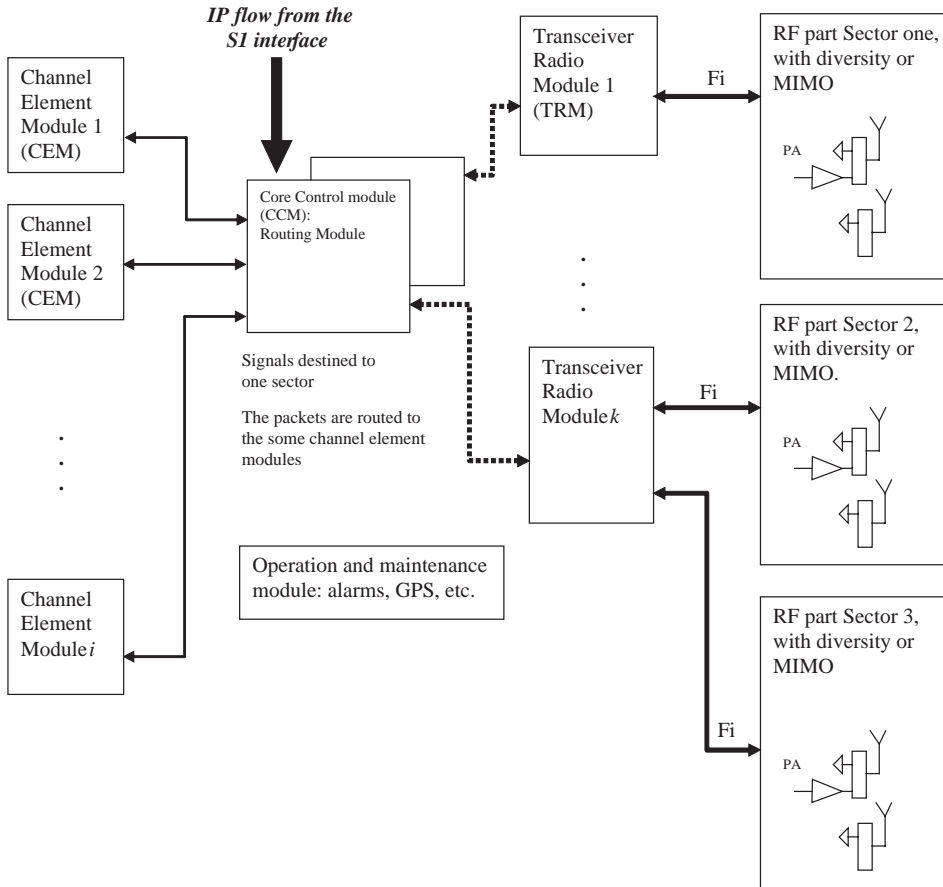 IP flow from the
S1 interface
Channel
Element
Module 1
(CEM)
Channel
Element
Module 2
(CEM)
.
.
.
Channel
Element
Module i
Core Control module
(CCM):
Routing Module
Signals destined to
one sector
The packets are routed to
the some channel element
modules
Operation and maintenance
module: alarms, GPS, etc.
Transceiver
Radio
Module 1
(TRM)
.
.
.
Transceiver
Radio
Module k
Fi
Fi
Fi
RF part Sector one,
with diversity or
MIMO
PA
RF part Sector 2,
with diversity or
MIMO.
PA
RF part Sector 3,
with diversity or
MIMO
PA